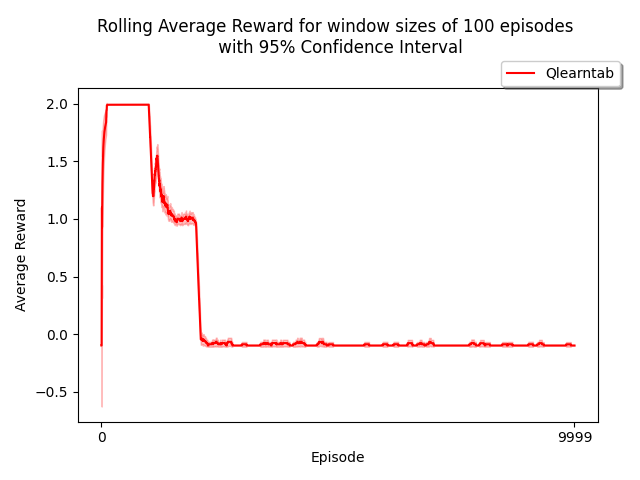 Rolling Average Reward for window sizes of 100 episodes
with 95% Confidence Interval
Qlearntab
2.0
1.5
1.0
0.5
0.0
−0.5
Average Reward
0
9999
Episode